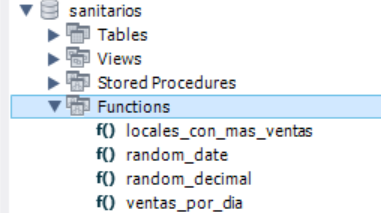 sanitarios
Tables
Views
Stored Procedures
Functions
f() locales_con_mas_ventas
f() random_date
f() random_decimal
f() ventas_por_dia